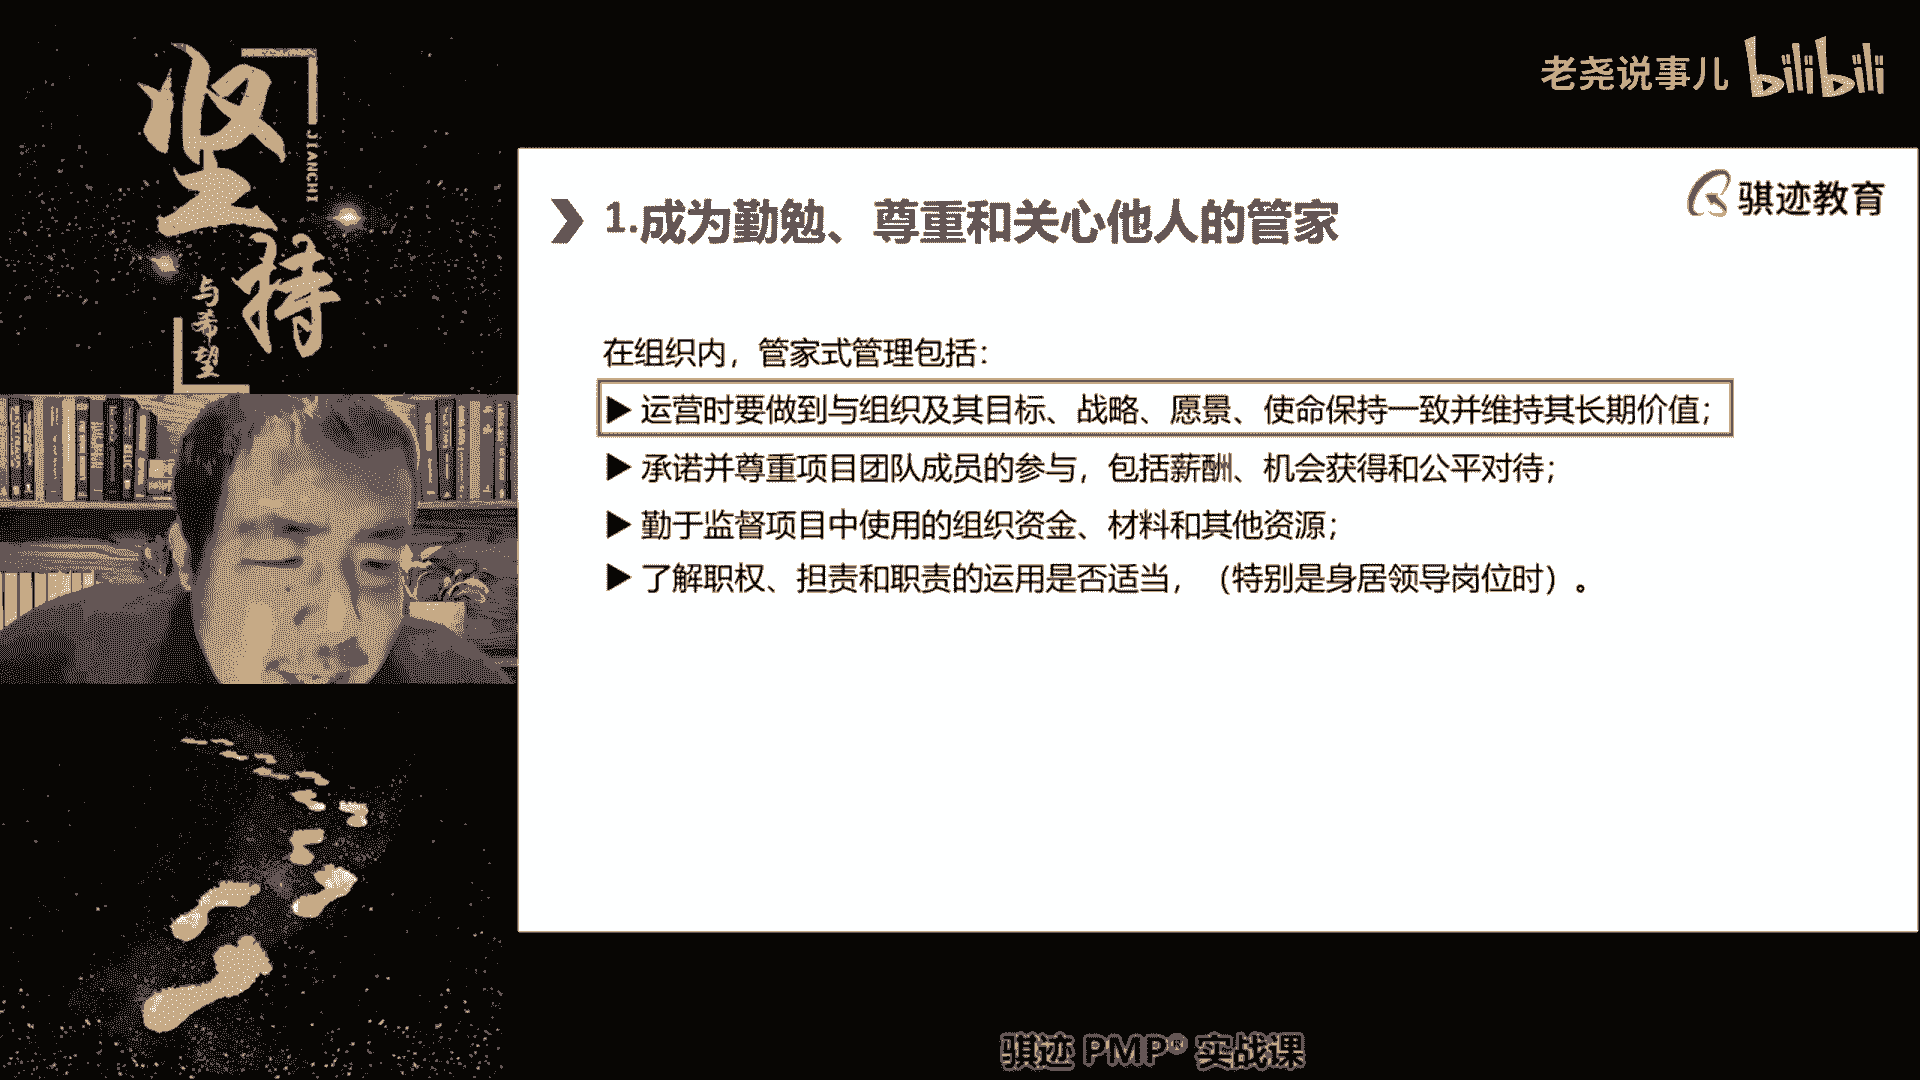 坚持
JIANCHI
与希望
老尧说事儿 bilibili
骐迹教育
1.成为勤勉、尊重和关心他人的管家
在组织内，管家式管理包括：
▶ 运营时要做到与组织及其目标、战略、愿景、使命保持一致并维持其长期价值；
▶ 承诺并尊重项目团队成员的参与，包括薪酬、机会获得和公平对待；
▶ 勤于监督项目中使用的组织资金、材料和其他资源；
▶ 了解职权、担责和职责的运用是否适当，（特别是身居领导岗位时）。
骐迹 PMP® 实战课